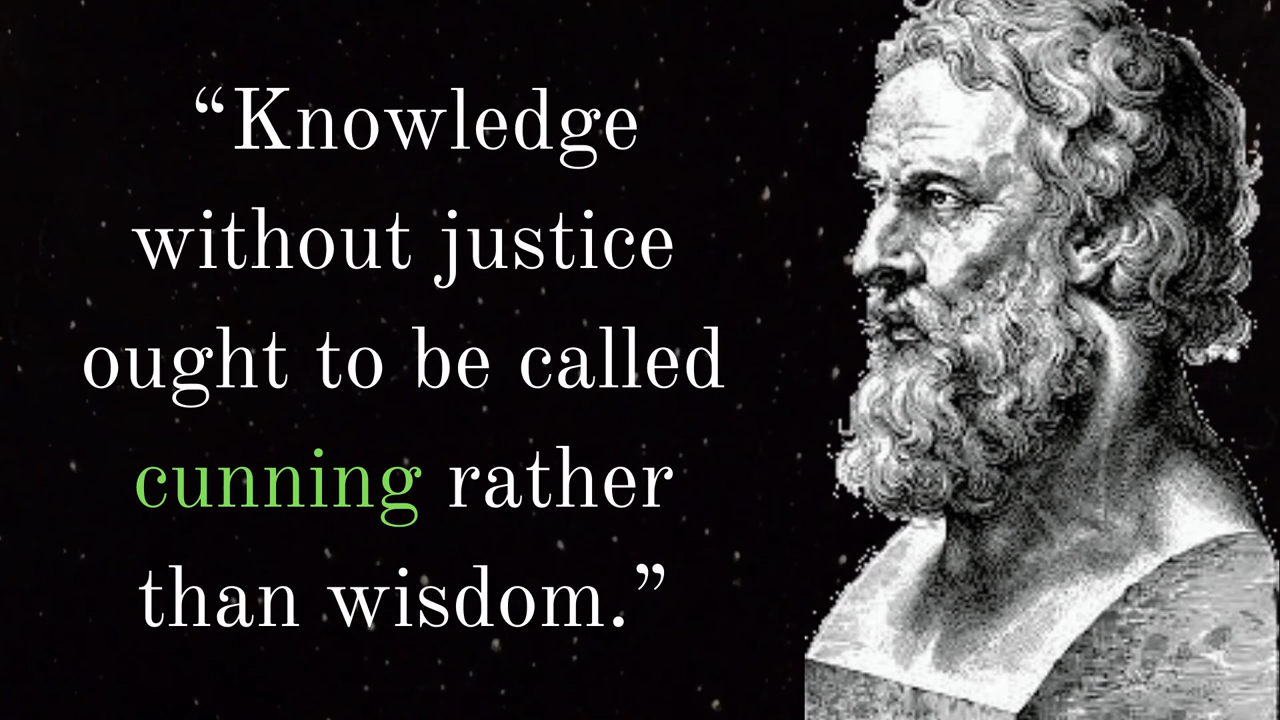 “Knowledge
without justice
ought to be called
cunning rather
than wisdom.”